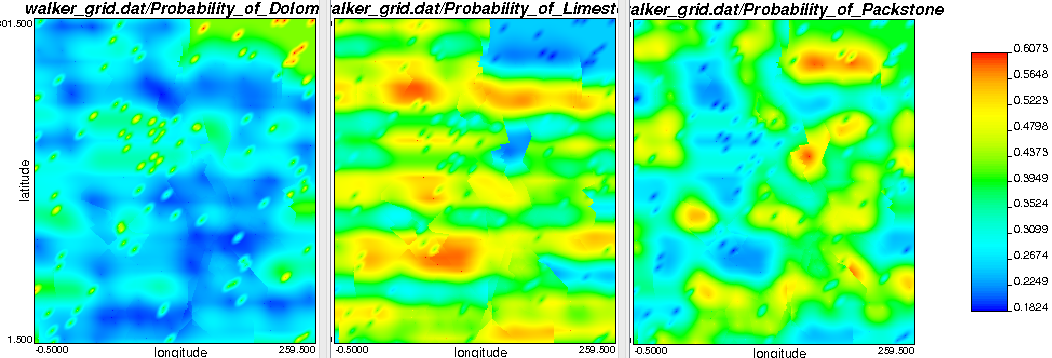 walker_grid.dat/Probability_of_Dolom
alker_grid.dat/Probability_of_Limest
walker_grid.dat/Probability_of_Packstone
301.500
latitude
1.500
-0.5000
longitude
259.500
-0.5000
longitude
259.500
-0.5000
longitude
259.500
0.6073
0.5648
0.5223
0.4798
0.4373
0.3949
0.3524
0.3099
0.2674
0.2249
0.1824